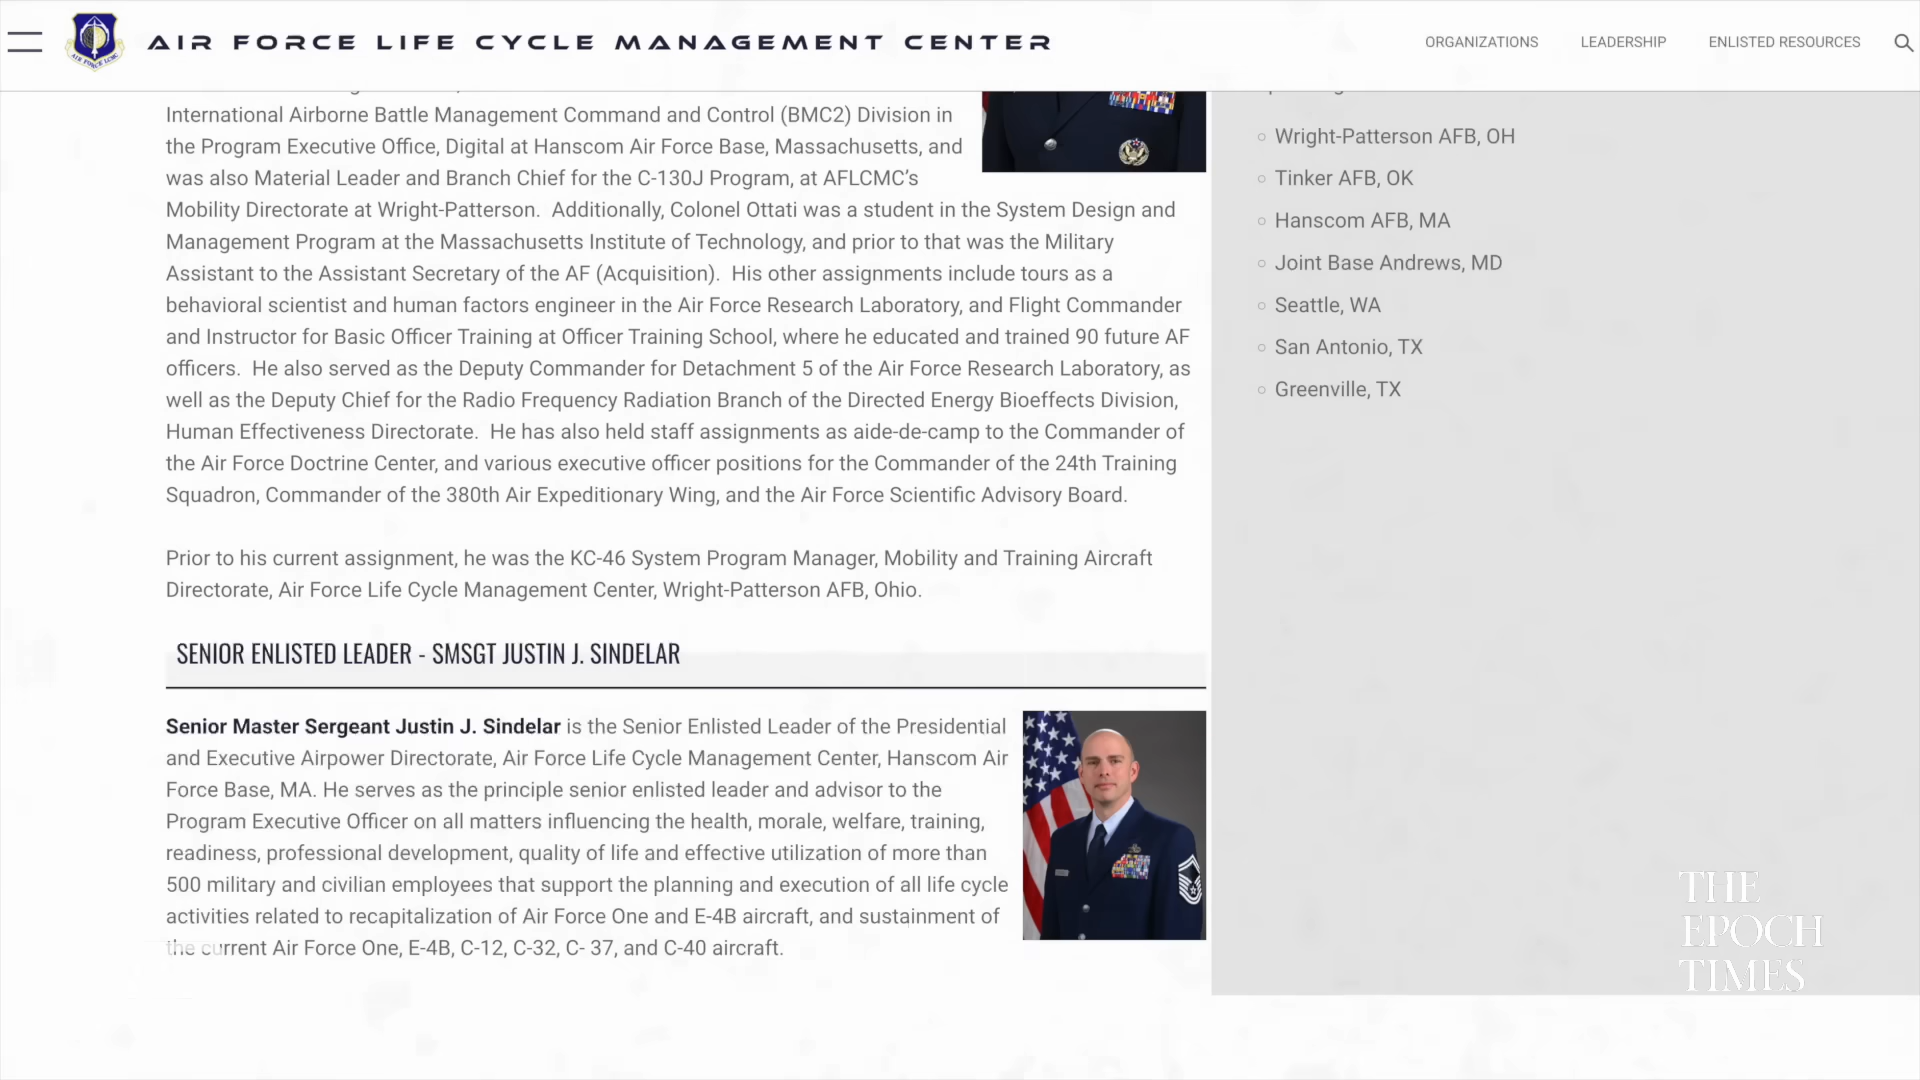 AIR FORCE LIFE CYCLE MANAGEMENT CENTER
ORGANIZATIONS LEADERSHIP ENLISTED RESOURCES
AIR FORCE LCMC
International Airborne Battle Management Command and Control (BMC2) Division in
the Program Executive Office, Digital at Hanscom Air Force Base, Massachusetts, and
was also Material Leader and Branch Chief for the C-130J Program, at AFLCMC’s
Mobility Directorate at Wright-Patterson. Additionally, Colonel Ottati was a student in the System Design and
Management Program at the Massachusetts Institute of Technology, and prior to that was the Military
Assistant to the Assistant Secretary of the AF (Acquisition). His other assignments include tours as a
behavioral scientist and human factors engineer in the Air Force Research Laboratory, and Flight Commander
and Instructor for Basic Officer Training at Officer Training School, where he educated and trained 90 future AF
officers. He also served as the Deputy Commander for Detachment 5 of the Air Force Research Laboratory, as
well as the Deputy Chief for the Radio Frequency Radiation Branch of the Directed Energy Bioeffects Division,
Human Effectiveness Directorate. He has also held staff assignments as aide-de-camp to the Commander of
the Air Force Doctrine Center, and various executive officer positions for the Commander of the 24th Training
Squadron, Commander of the 380th Air Expeditionary Wing, and the Air Force Scientific Advisory Board.
Prior to his current assignment, he was the KC-46 System Program Manager, Mobility and Training Aircraft
Directorate, Air Force Life Cycle Management Center, Wright-Patterson AFB, Ohio.
SENIOR ENLISTED LEADER - SMSGT JUSTIN J. SINDELAR
Senior Master Sergeant Justin J. Sindelar is the Senior Enlisted Leader of the Presidential
and Executive Airpower Directorate, Air Force Life Cycle Management Center, Hanscom Air
Force Base, MA. He serves as the principle senior enlisted leader and advisor to the
Program Executive Officer on all matters influencing the health, morale, welfare, training,
readiness, professional development, quality of life and effective utilization of more than
500 military and civilian employees that support the planning and execution of all life cycle
activities related to recapitalization of Air Force One and E-4B aircraft, and sustainment of
the current Air Force One, E-4B, C-12, C-32, C- 37, and C-40 aircraft.
Wright-Patterson AFB, OH
Tinker AFB, OK
Hanscom AFB, MA
Joint Base Andrews, MD
Seattle, WA
San Antonio, TX
Greenville, TX
THE
EPOCH
TIMES